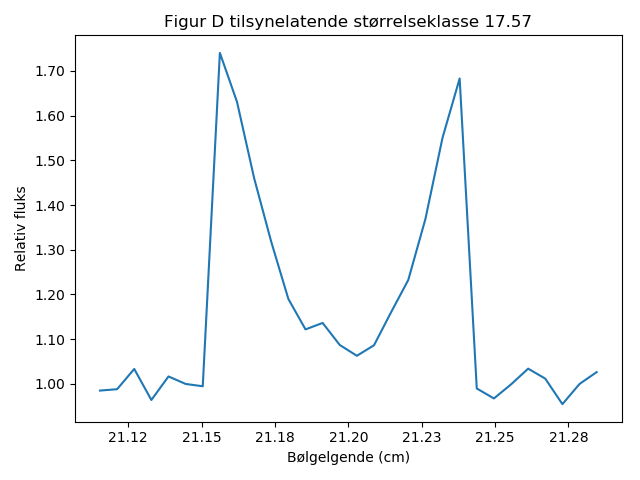 Figur D tilsynelatende størrelseklasse 17.57
1.70
1.60
1.50
1.40
1.30
1.20
1.10
1.00
Relativ fluks
21.12 21.15 21.18 21.20 21.23 21.25 21.28
Bølgelgende (cm)